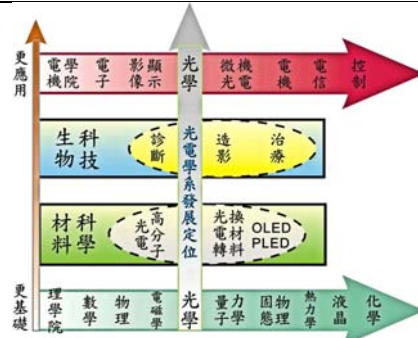 更應用
電機學院
電子
影像顯示
光學
微光機電
電機
電信
控制
生物科技
診斷
造影
治療
光電學系發展定位
材料科學
光電高分子
光電轉換材料
OLED
PLED
更基礎
理學院
數學
物理
電磁學
光學
量子力學
固態物理
熱力學
液晶
化學